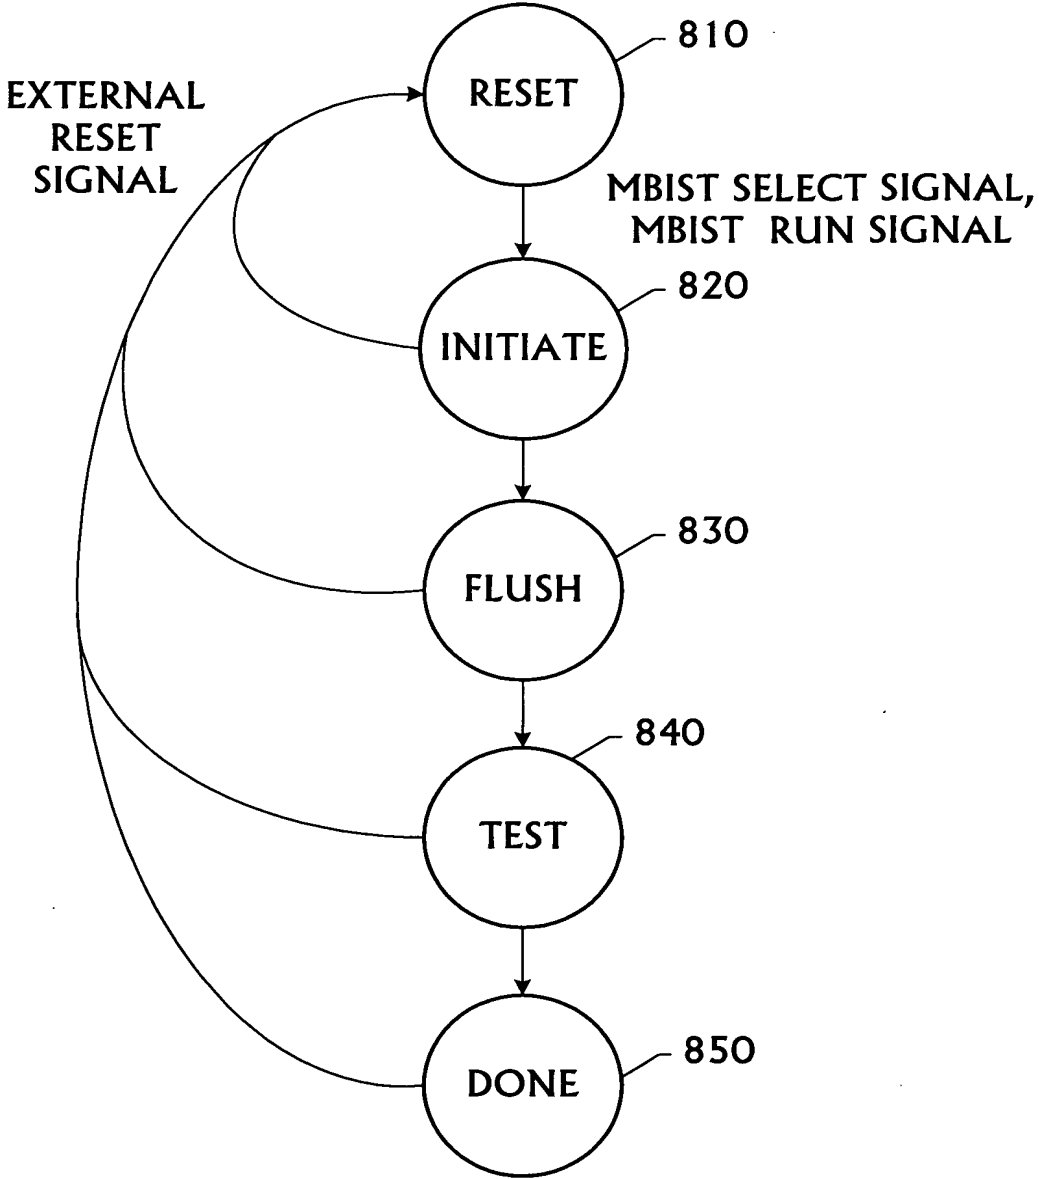 810
RESET
EXTERNAL
RESET
SIGNAL
MBIST SELECT SIGNAL,
MBIST RUN SIGNAL
820
INITIATE
830
FLUSH
840
TEST
850
DONE